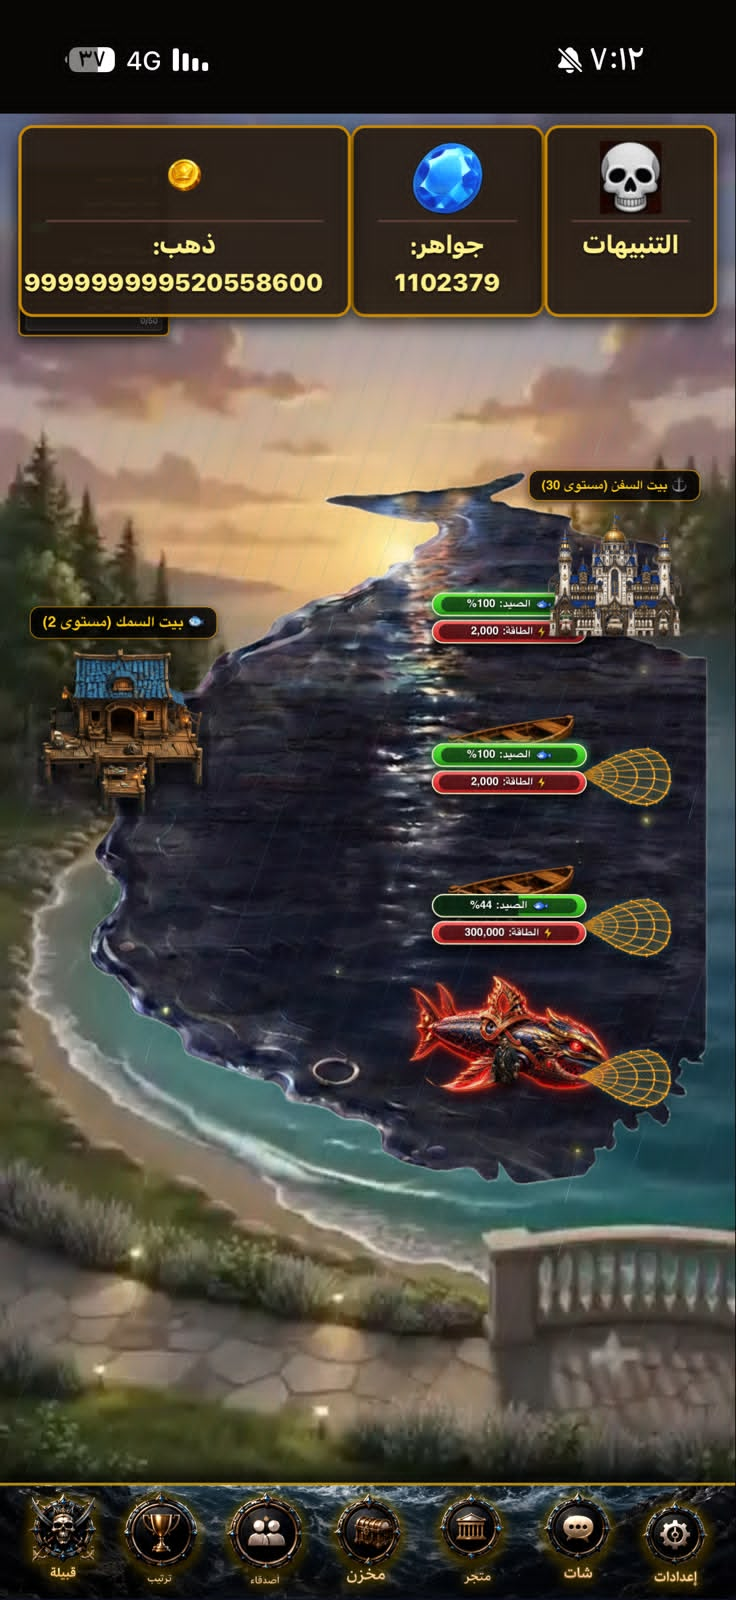 ٧:١٢
4G
٣٧
التنبيهات
جواهر:
1102379
ذهب:
999999999520558600
0/50
بيت السفن (مستوى 30)
الصيد: 100%
الطاقة: 2,000
بيت السمك (مستوى 2)
الصيد: 100%
الطاقة: 2,000
الصيد: 44%
الطاقة: 300,000
إعدادات
شات
متجر
مخزن
أصدقاء
ترتيب
قبيلة